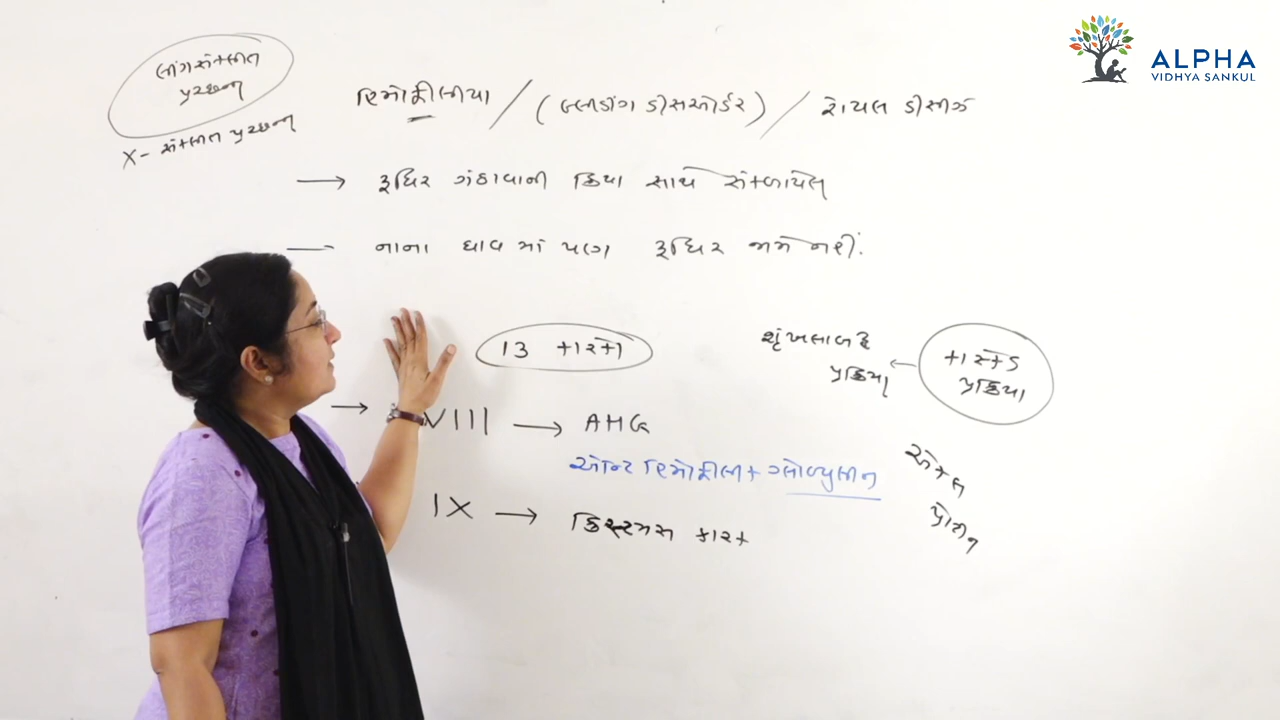 ALPHA
VIDHYA SANKUL
લીંગસંકલીત
પ્રચ્છન્ન
X- સંકલીત પ્રચ્છન્ન
હિમોફીલીયા / (બ્લીડીંગ ડીસઓર્ડર) / રોયલ ડીસીઝ
→ રૂધિર ગંઠાવાની ક્રિયા સાથે સંકળાયેલ
— નાના ઘાવ માં પણ રૂધિર જામે નહીં.
13 કારકો
શૃંખલાબદ્ધ
પ્રક્રિયા
←
કાસ્કેડ
પ્રક્રિયા
→ VIII → AHG
એન્ટિ હિમોફીલીક ગ્લોબ્યુલીન
IX → ક્રિસ્ટમસ કારક
એકલ
પ્રોટીન